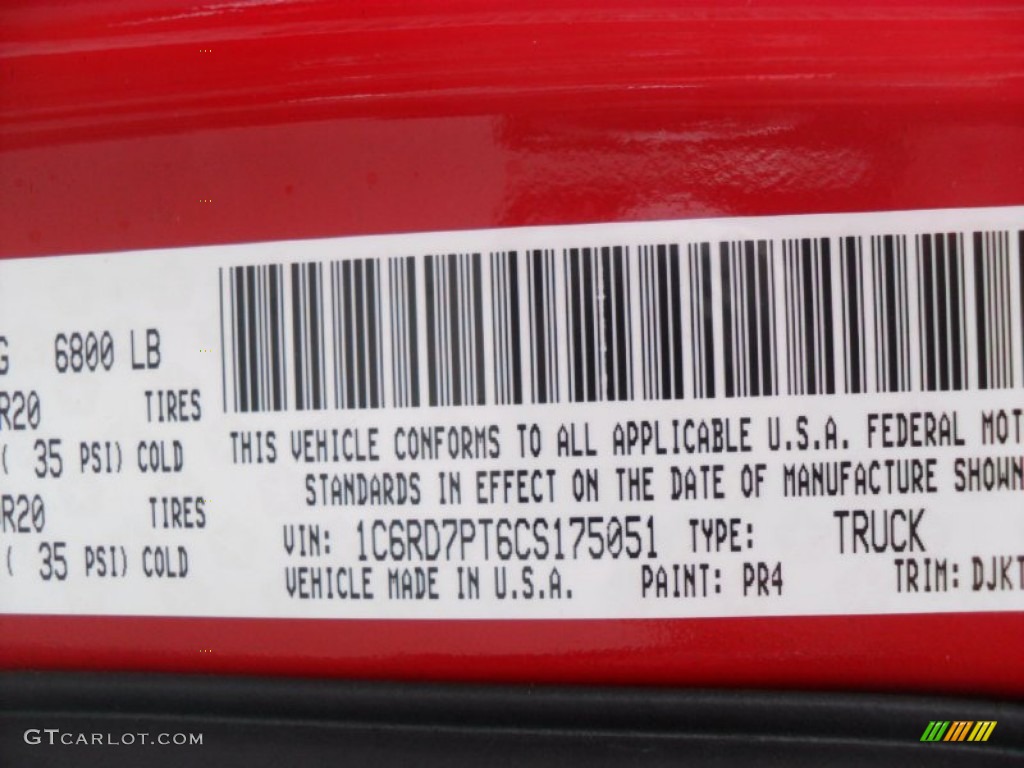 G 6800 LB
R20 TIRES
( 35 PSI) COLD
R20 TIRES
( 35 PSI) COLD
THIS VEHICLE CONFORMS TO ALL APPLICABLE U.S.A. FEDERAL MOT
STANDARDS IN EFFECT ON THE DATE OF MANUFACTURE SHOWN
VIN: 1C6RD7PT6CS175051 TYPE: TRUCK
VEHICLE MADE IN U.S.A. PAINT: PR4 TRIM: DJKT
GTCARLOT.COM